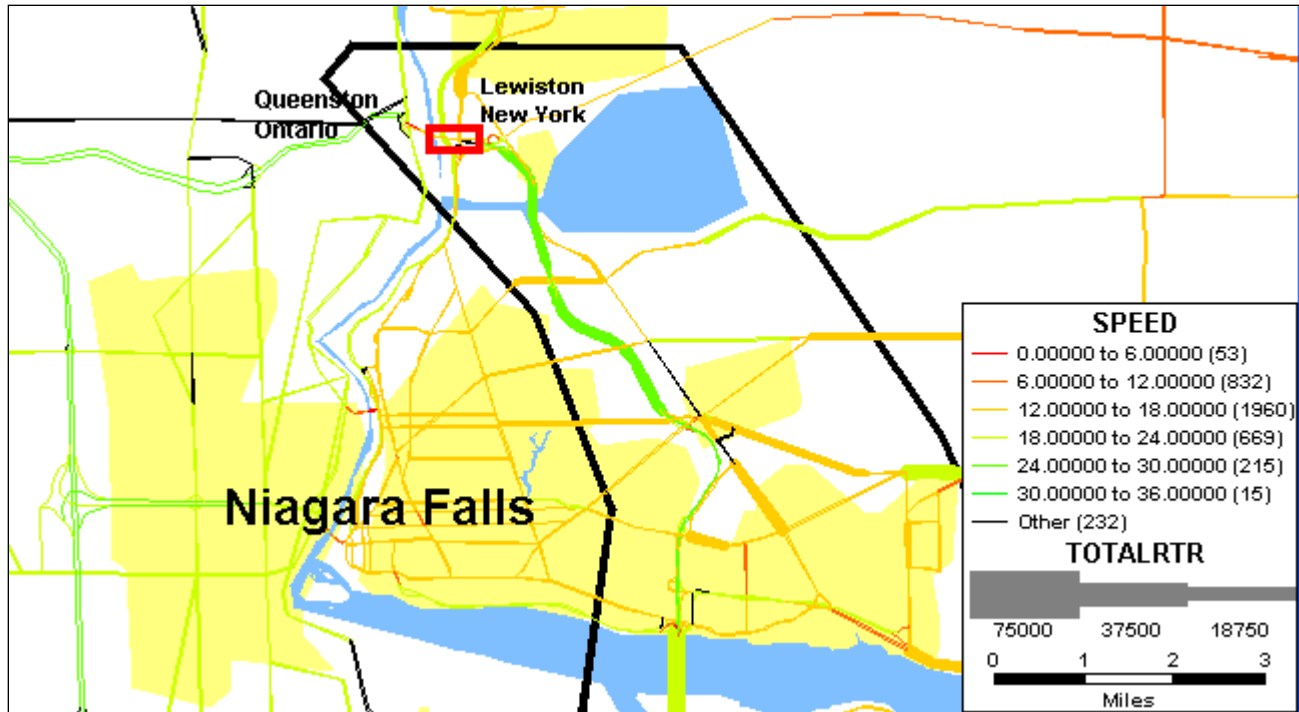 Queenston
Ontario
Lewiston
New York
Niagara Falls
SPEED
0.00000 to 6.00000 (53)
6.00000 to 12.00000 (832)
12.00000 to 18.00000 (1960)
18.00000 to 24.00000 (669)
24.00000 to 30.00000 (215)
30.00000 to 36.00000 (15)
Other (232)
TOTALRTR
75000 37500 18750
0 1 2 3
Miles